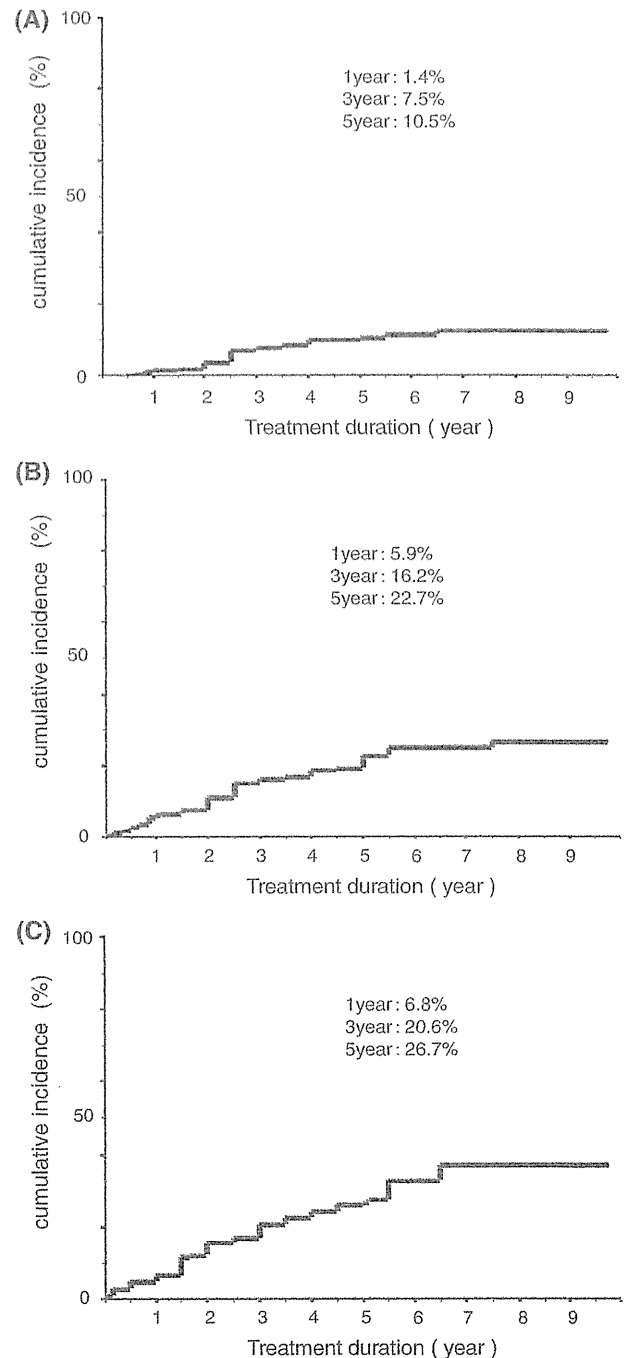 (A)
100
50
0
cumulative incidence (%)
1year: 1.4%
3year: 7.5%
5year: 10.5%
1 2 3 4 5 6 7 8 9
Treatment duration ( year )
(B)
100
50
0
cumulative incidence (%)
1year: 5.9%
3year: 16.2%
5year: 22.7%
1 2 3 4 5 6 7 8 9
Treatment duration ( year )
(C)
100
50
0
cumulative incidence (%)
1year: 6.8%
3year: 20.6%
5year: 26.7%
1 2 3 4 5 6 7 8 9
Treatment duration ( year )